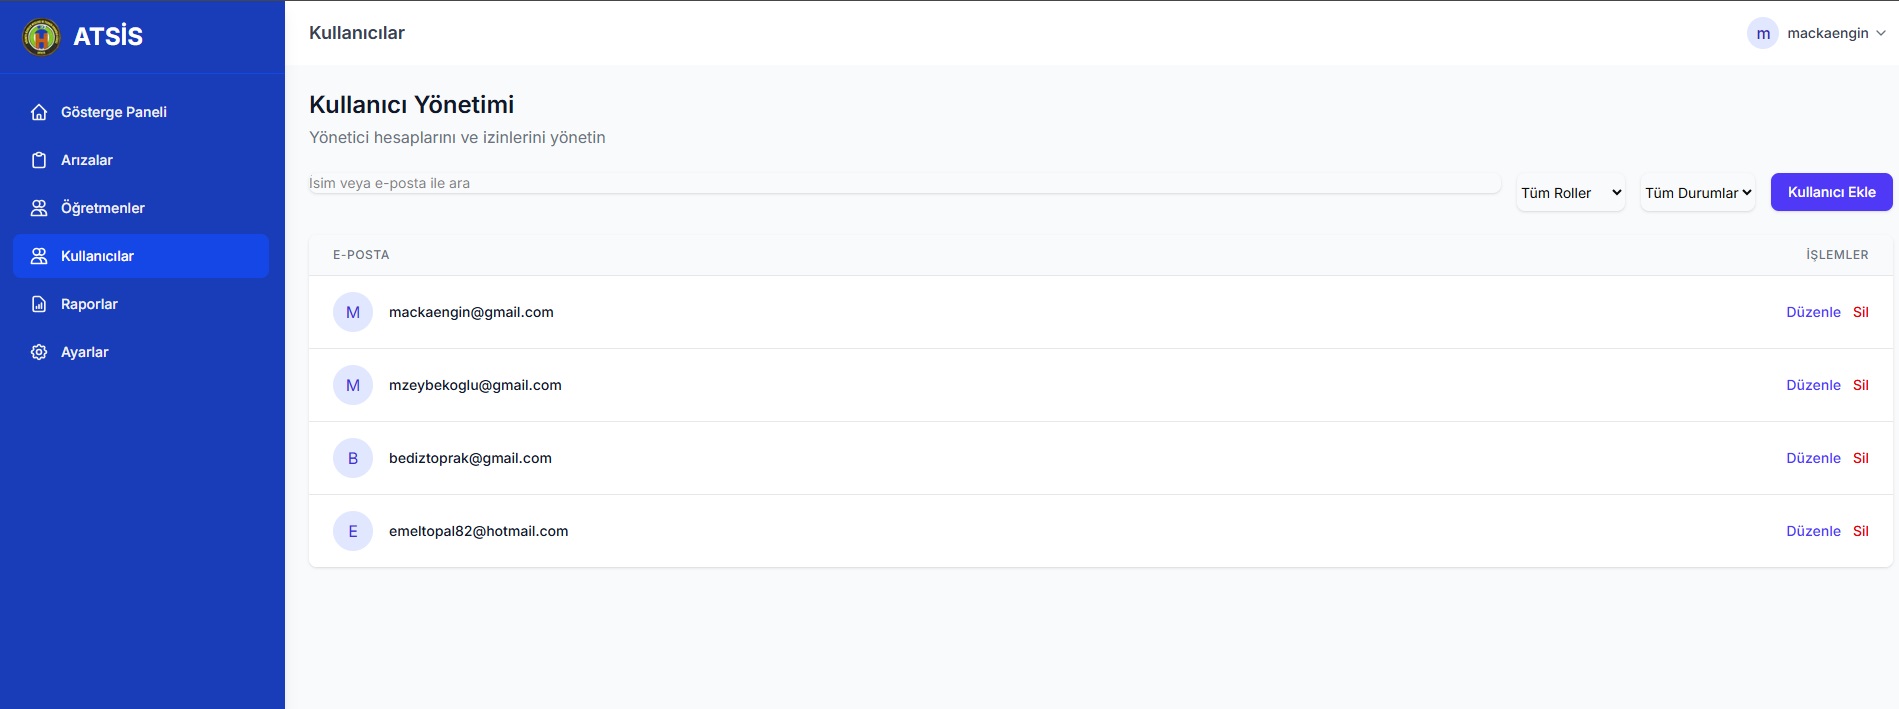 ATSİS
Kullanıcılar
m mackaengin
Gösterge Paneli
Arızalar
Öğretmenler
Kullanıcılar
Raporlar
Ayarlar
Kullanıcı Yönetimi
Yönetici hesaplarını ve izinlerini yönetin
İsim veya e-posta ile ara
Tüm Roller
Tüm Durumlar
Kullanıcı Ekle
E-POSTA İŞLEMLER
M mackaengin@gmail.com Düzenle Sil
M mzeybekoglu@gmail.com Düzenle Sil
B bediztoprak@gmail.com Düzenle Sil
E emeltopal82@hotmail.com Düzenle Sil